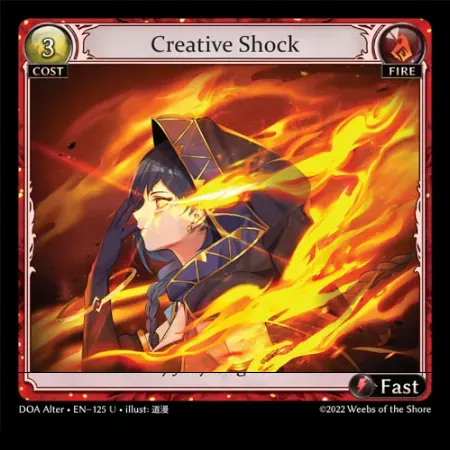 Creative Shock
3
COST
FIRE
Fast
DOA Alter • EN-125 U • illust: 道漫
©2022 Weebs of the Shore